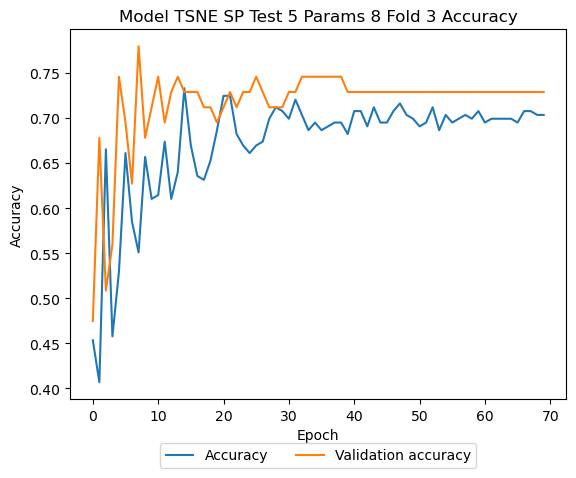 Model TSNE SP Test 5 Params 8 Fold 3 Accuracy
0.75
0.70
0.65
0.60
0.55
0.50
0.45
0.40
Accuracy
0 10 20 30 40 50 60 70
Epoch
Accuracy Validation accuracy